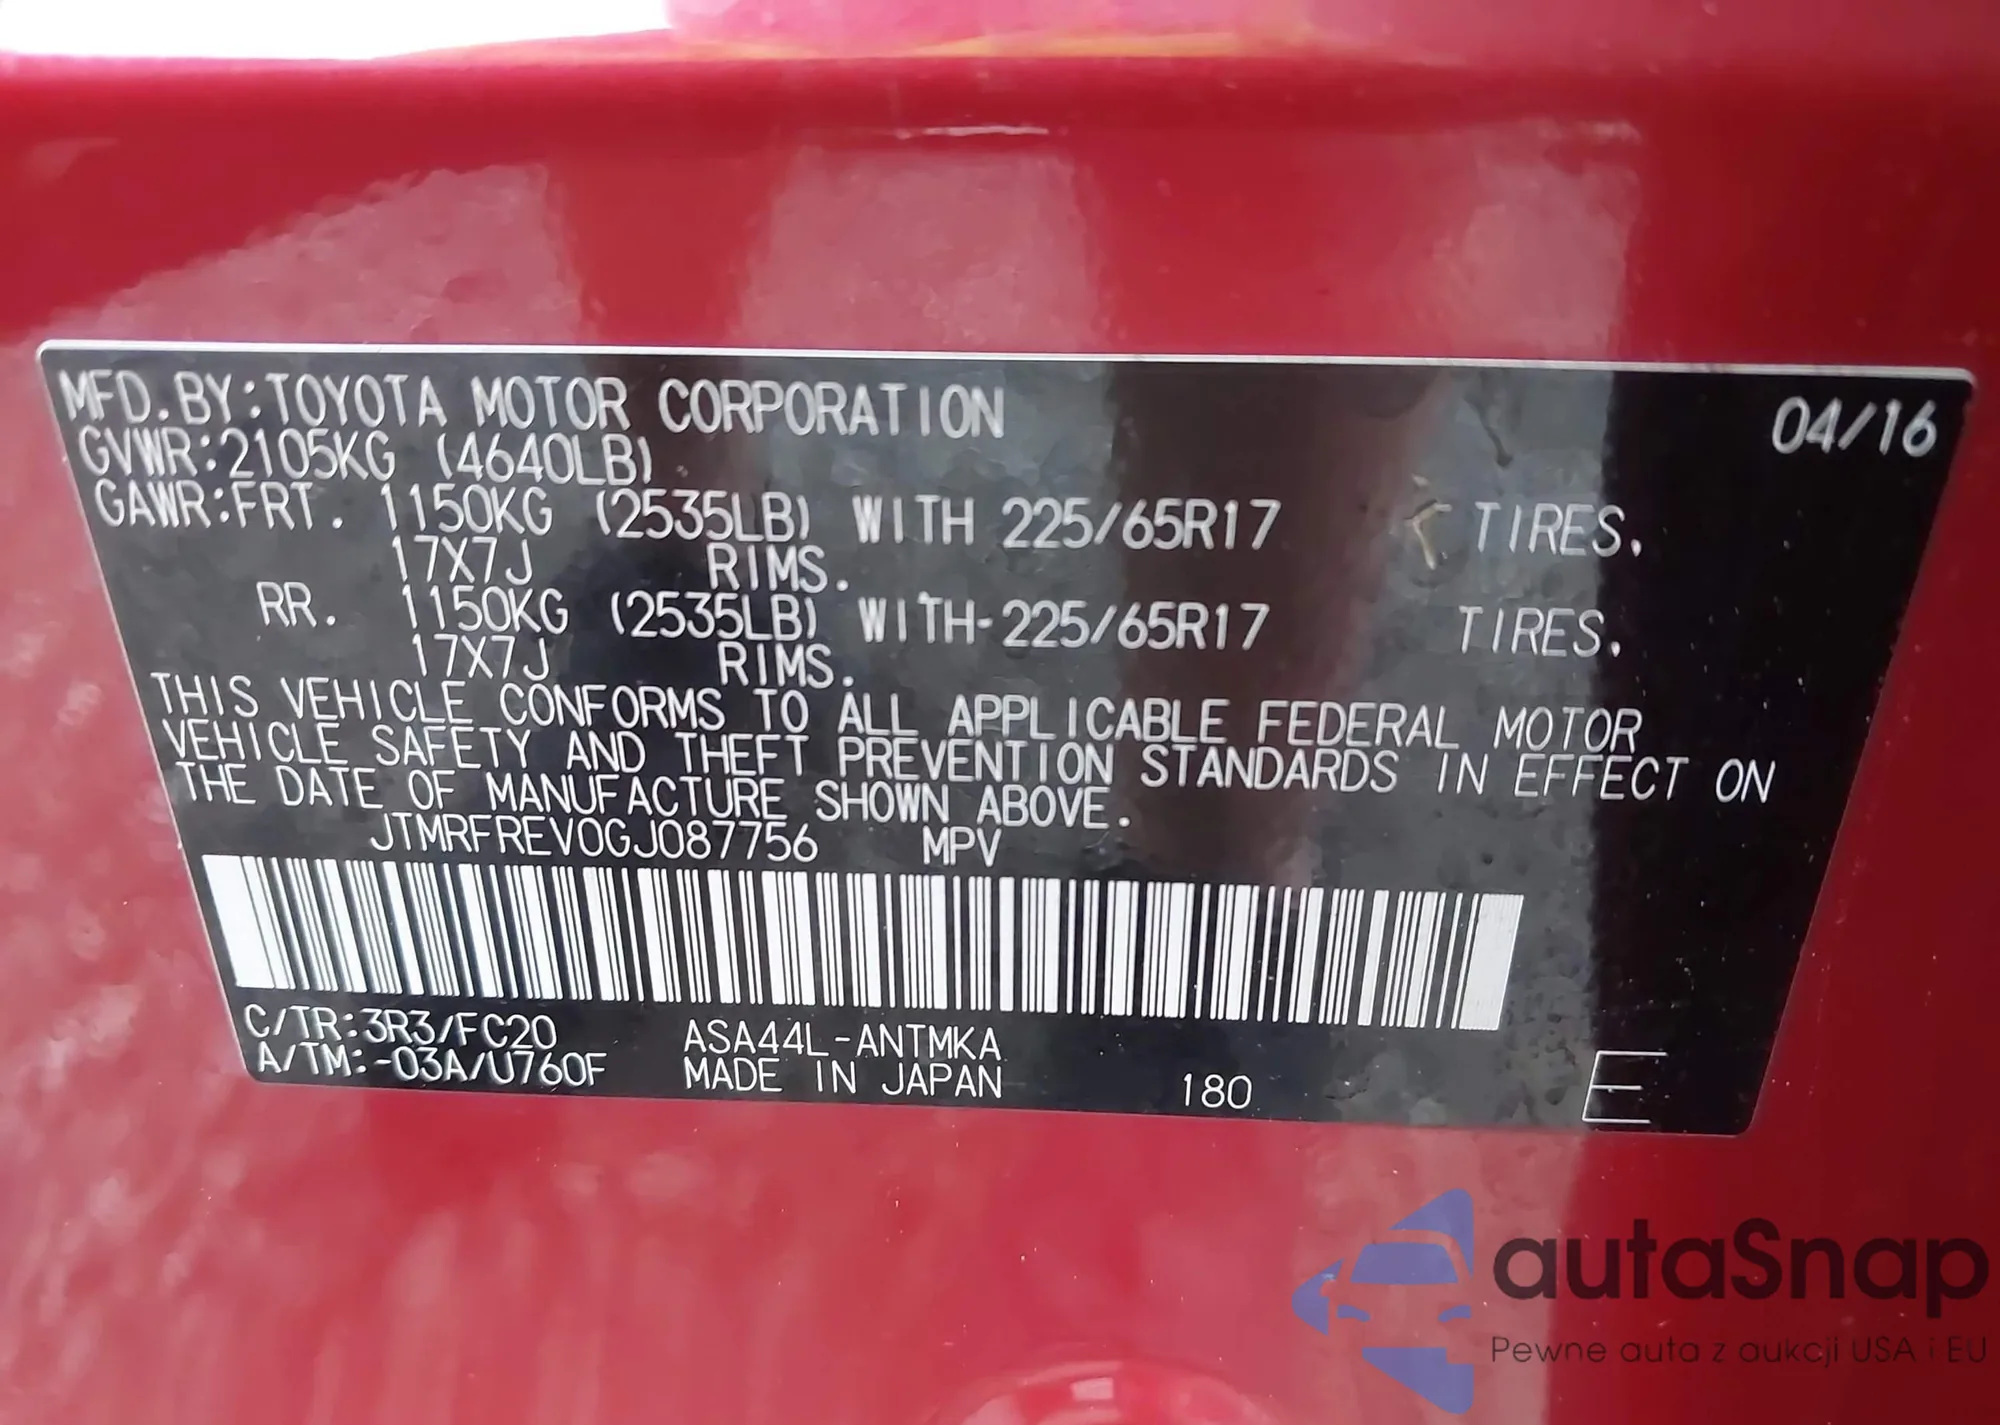 MFD.BY:TOYOTA MOTOR CORPORATION 04/16
GVWR:2105KG (4640LB)
GAWR:FRT. 1150KG (2535LB) WITH 225/65R17 TIRES.
17X7J RIMS.
RR. 1150KG (2535LB) WITH 225/65R17 TIRES.
17X7J RIMS.
THIS VEHICLE CONFORMS TO ALL APPLICABLE FEDERAL MOTOR
VEHICLE SAFETY AND THEFT PREVENTION STANDARDS IN EFFECT ON
THE DATE OF MANUFACTURE SHOWN ABOVE.
JTMRFREV0GJ087756 MPV
C/TR:3R3/FC20 ASA44L-ANTMKA
A/TM:-03A/U760F MADE IN JAPAN 180 E
autaSnap
Pewne auta z aukcji USA i EU